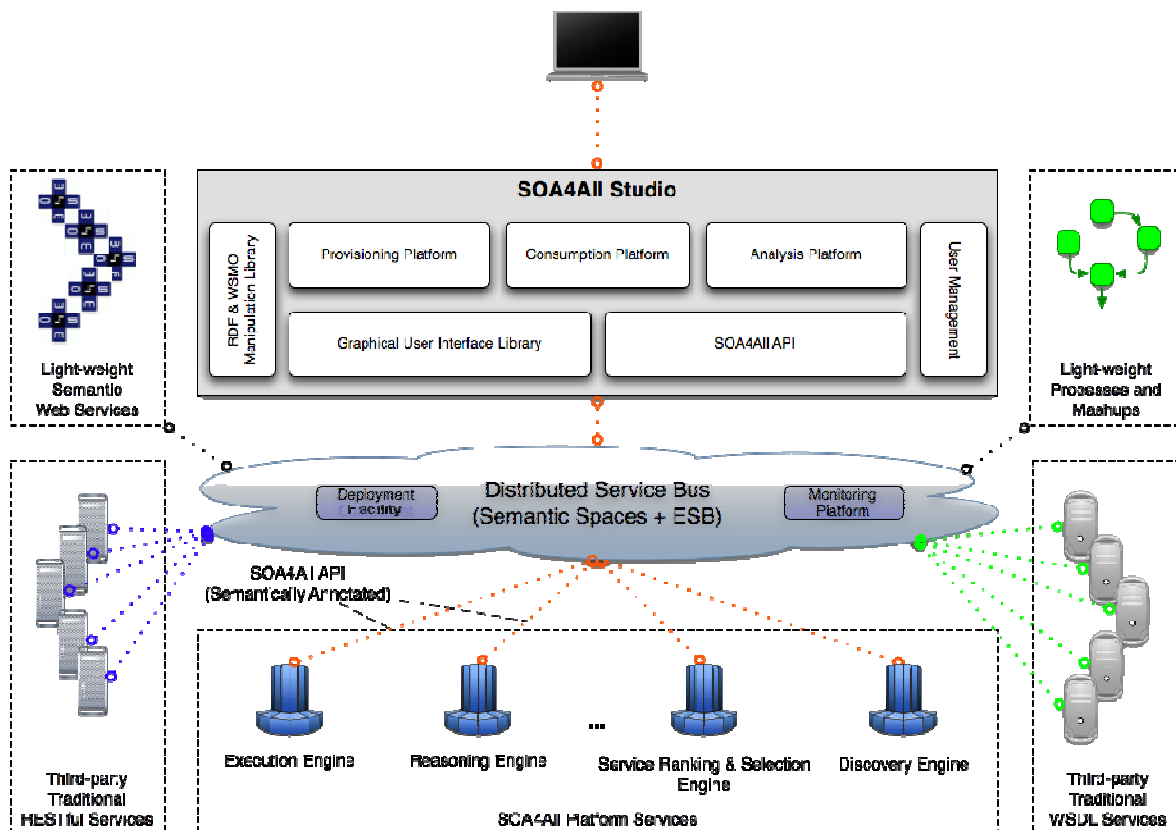 SOA4All Studio
RDF & WSMO
Manipulation Library
Provisioning Platform
Consumption Platform
Analysis Platform
User Management
Graphical User Interface Library
SOA4All API
Light-weight
Semantic
Web Services
Light-weight
Processes and
Mashups
Deployment
Facility
Distributed Service Bus
(Semantic Spaces + ESB)
Monitoring
Platform
SOA4All API
(Semantically Annotated)
Execution Engine
Reasoning Engine
...
Service Ranking & Selection
Engine
Discovery Engine
Third-party
Traditional
RESTful Services
SOA4All Platform Services
Third-party
Traditional
WSDL Services